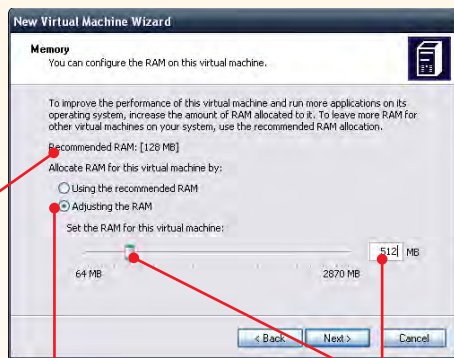 New Virtual Machine Wizard
Memory
You can configure the RAM on this virtual machine.
To improve the performance of this virtual machine and run more applications on its
operating system, increase the amount of RAM allocated to it. To leave more RAM for
other virtual machines on your system, use the recommended RAM allocation.
Recommended RAM: [128 MB]
Allocate RAM for this virtual machine by:
Using the recommended RAM
Adjusting the RAM
Set the RAM for this virtual machine:
512 MB
64 MB 2870 MB
< Back Next > Cancel